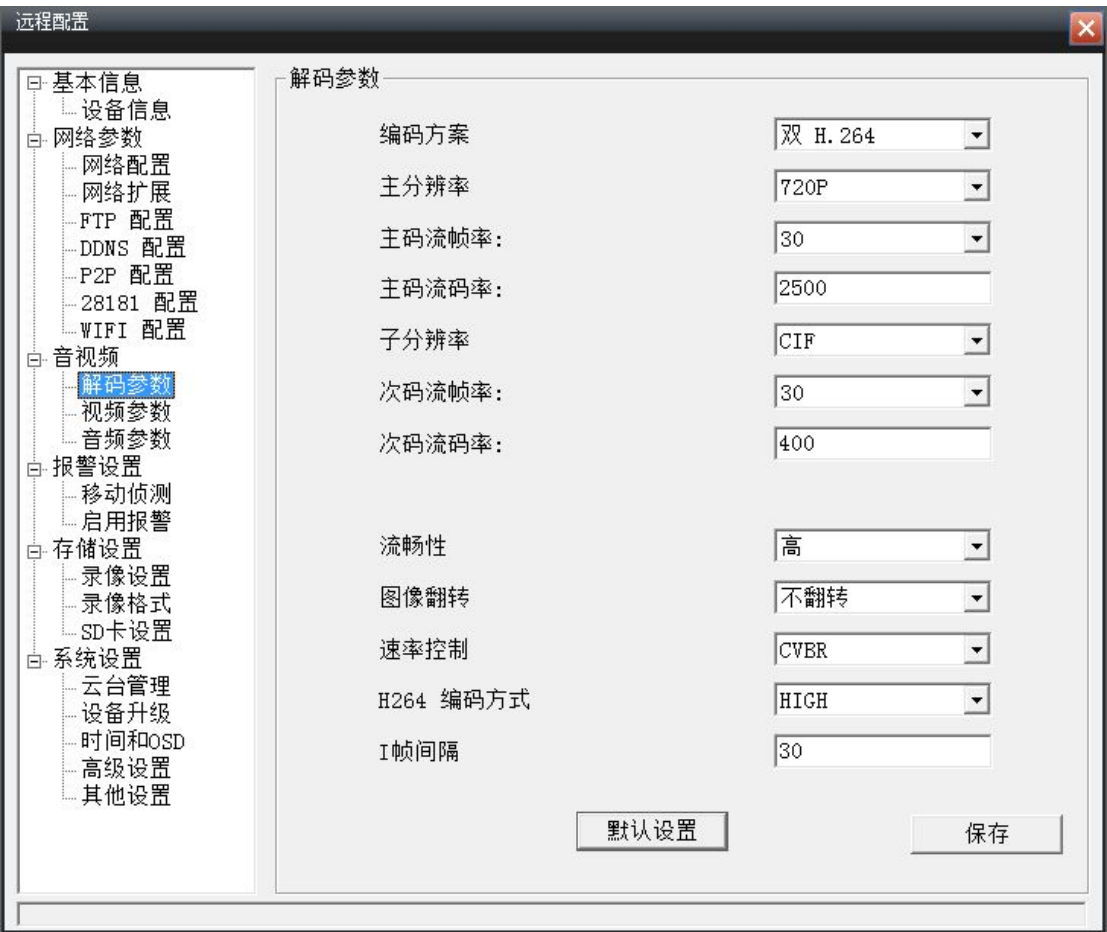 远程配置
基本信息
设备信息
网络参数
网络配置
网络扩展
FTP 配置
DDNS 配置
P2P 配置
28181 配置
WIFI 配置
音视频
解码参数
视频参数
音频参数
报警设置
移动侦测
启用报警
存储设置
录像设置
录像格式
SD卡设置
系统设置
云台管理
设备升级
时间和OSD
高级设置
其他设置
解码参数
编码方案 双 H.264
主分辨率 720P
主码流帧率: 30
主码流码率: 2500
子分辨率 CIF
次码流帧率: 30
次码流码率: 400
流畅性 高
图像翻转 不翻转
速率控制 CVBR
H264 编码方式 HIGH
I帧间隔 30
默认设置 保存